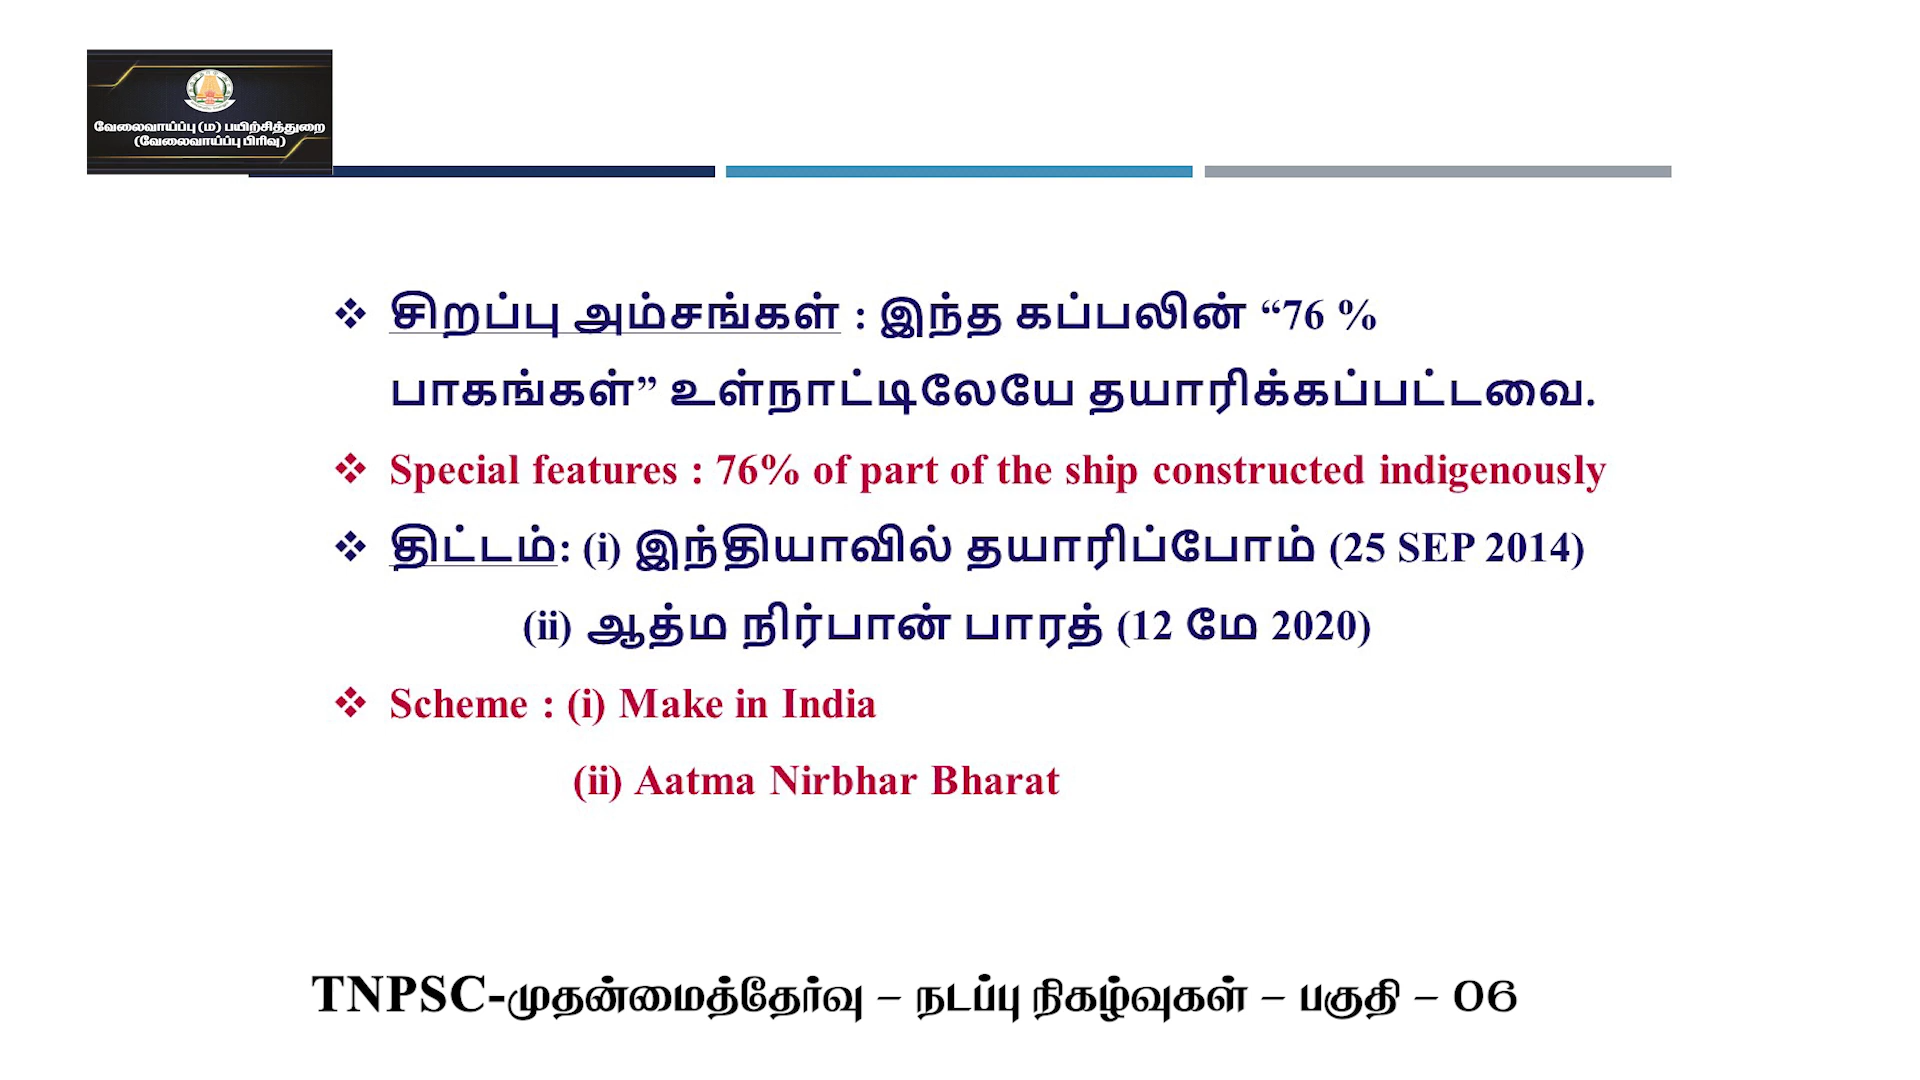 வேலைவாய்ப்பு (ம) பயிற்சித்துறை
(வேலைவாய்ப்பு பிரிவு)
❖ சிறப்பு அம்சங்கள் : இந்த கப்பலின் “76 %
பாகங்கள்” உள்நாட்டிலேயே தயாரிக்கப்பட்டவை.
❖ Special features : 76% of part of the ship constructed indigenously
❖ திட்டம்: (i) இந்தியாவில் தயாரிப்போம் (25 SEP 2014)
(ii) ஆத்ம நிர்பான் பாரத் (12 மே 2020)
❖ Scheme : (i) Make in India
(ii) Aatma Nirbhar Bharat
TNPSC-முதன்மைத்தேர்வு – நடப்பு நிகழ்வுகள் – பகுதி – 06